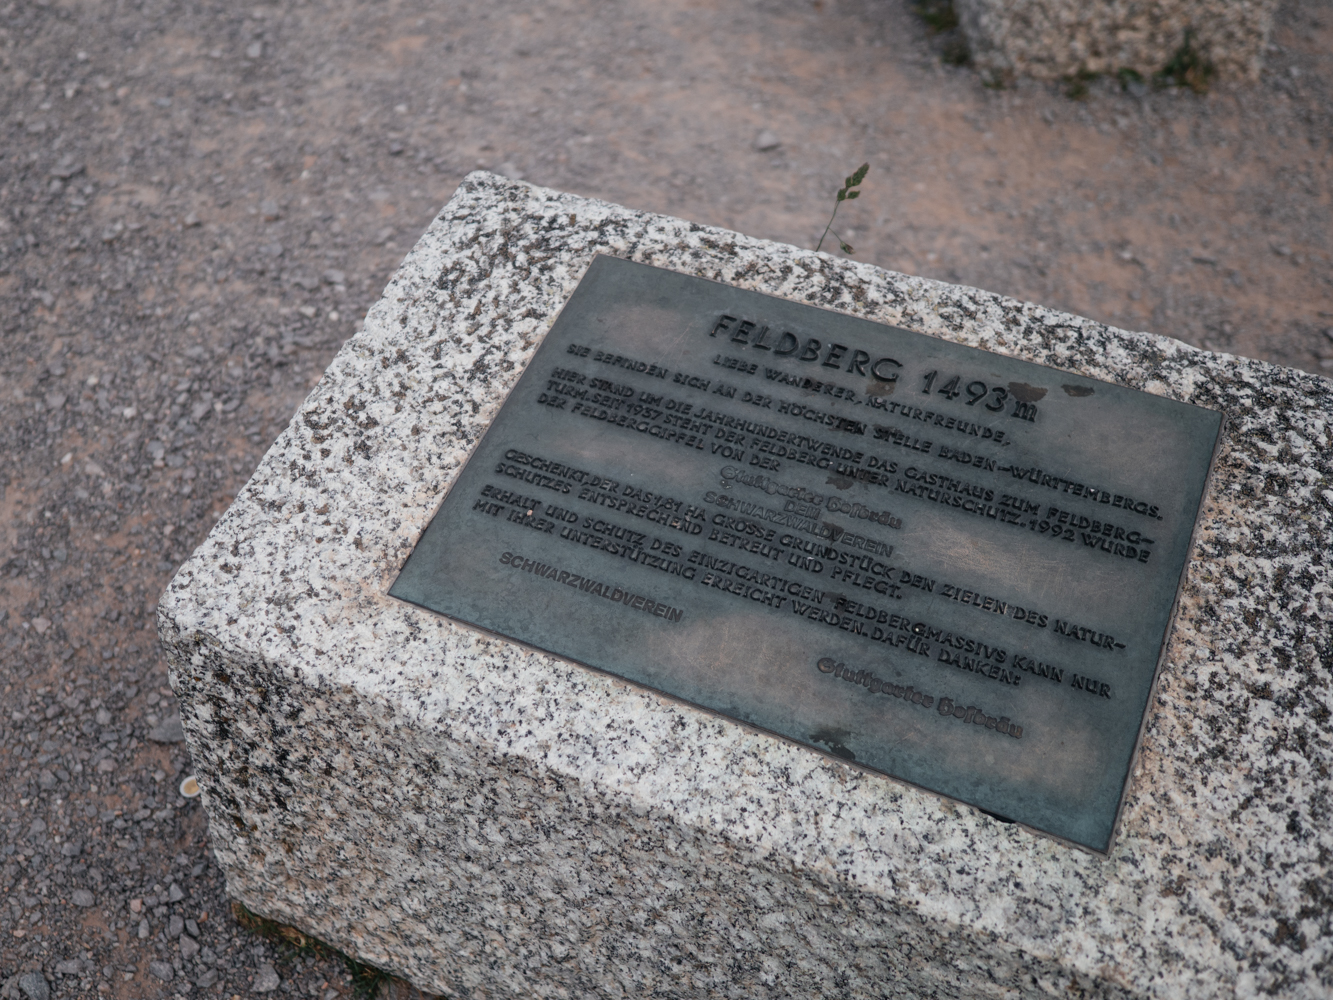 FELDBERG 1493m
LIEBE WANDERER, NATURFREUNDE,
SIE BEFINDEN SICH AN DER HÖCHSTEN STELLE BADEN-WÜRTTEMBERGS.
HIER STAND UM DIE JAHRHUNDERTWENDE DAS GASTHAUS ZUM FELDBERG-
TURM. SEIT 1937 STEHT DER FELDBERG UNTER NATURSCHUTZ. 1992 WURDE
DER FELDBERGGIPFEL VON DER
Stuttgarter Hofbräu
DEM
SCHWARZWALDVEREIN
GESCHENKT, DER DAS 1,81 HA GROSSE GRUNDSTÜCK DEN ZIELEN DES NATUR-
SCHUTZES ENTSPRECHEND BETREUT UND PFLEGT.
ERHALT UND SCHUTZ DES EINZIGARTIGEN FELDBERGMASSIVS KANN NUR
MIT IHRER UNTERSTÜTZUNG ERREICHT WERDEN. DAFÜR DANKEN:
SCHWARZWALDVEREIN
Stuttgarter Hofbräu